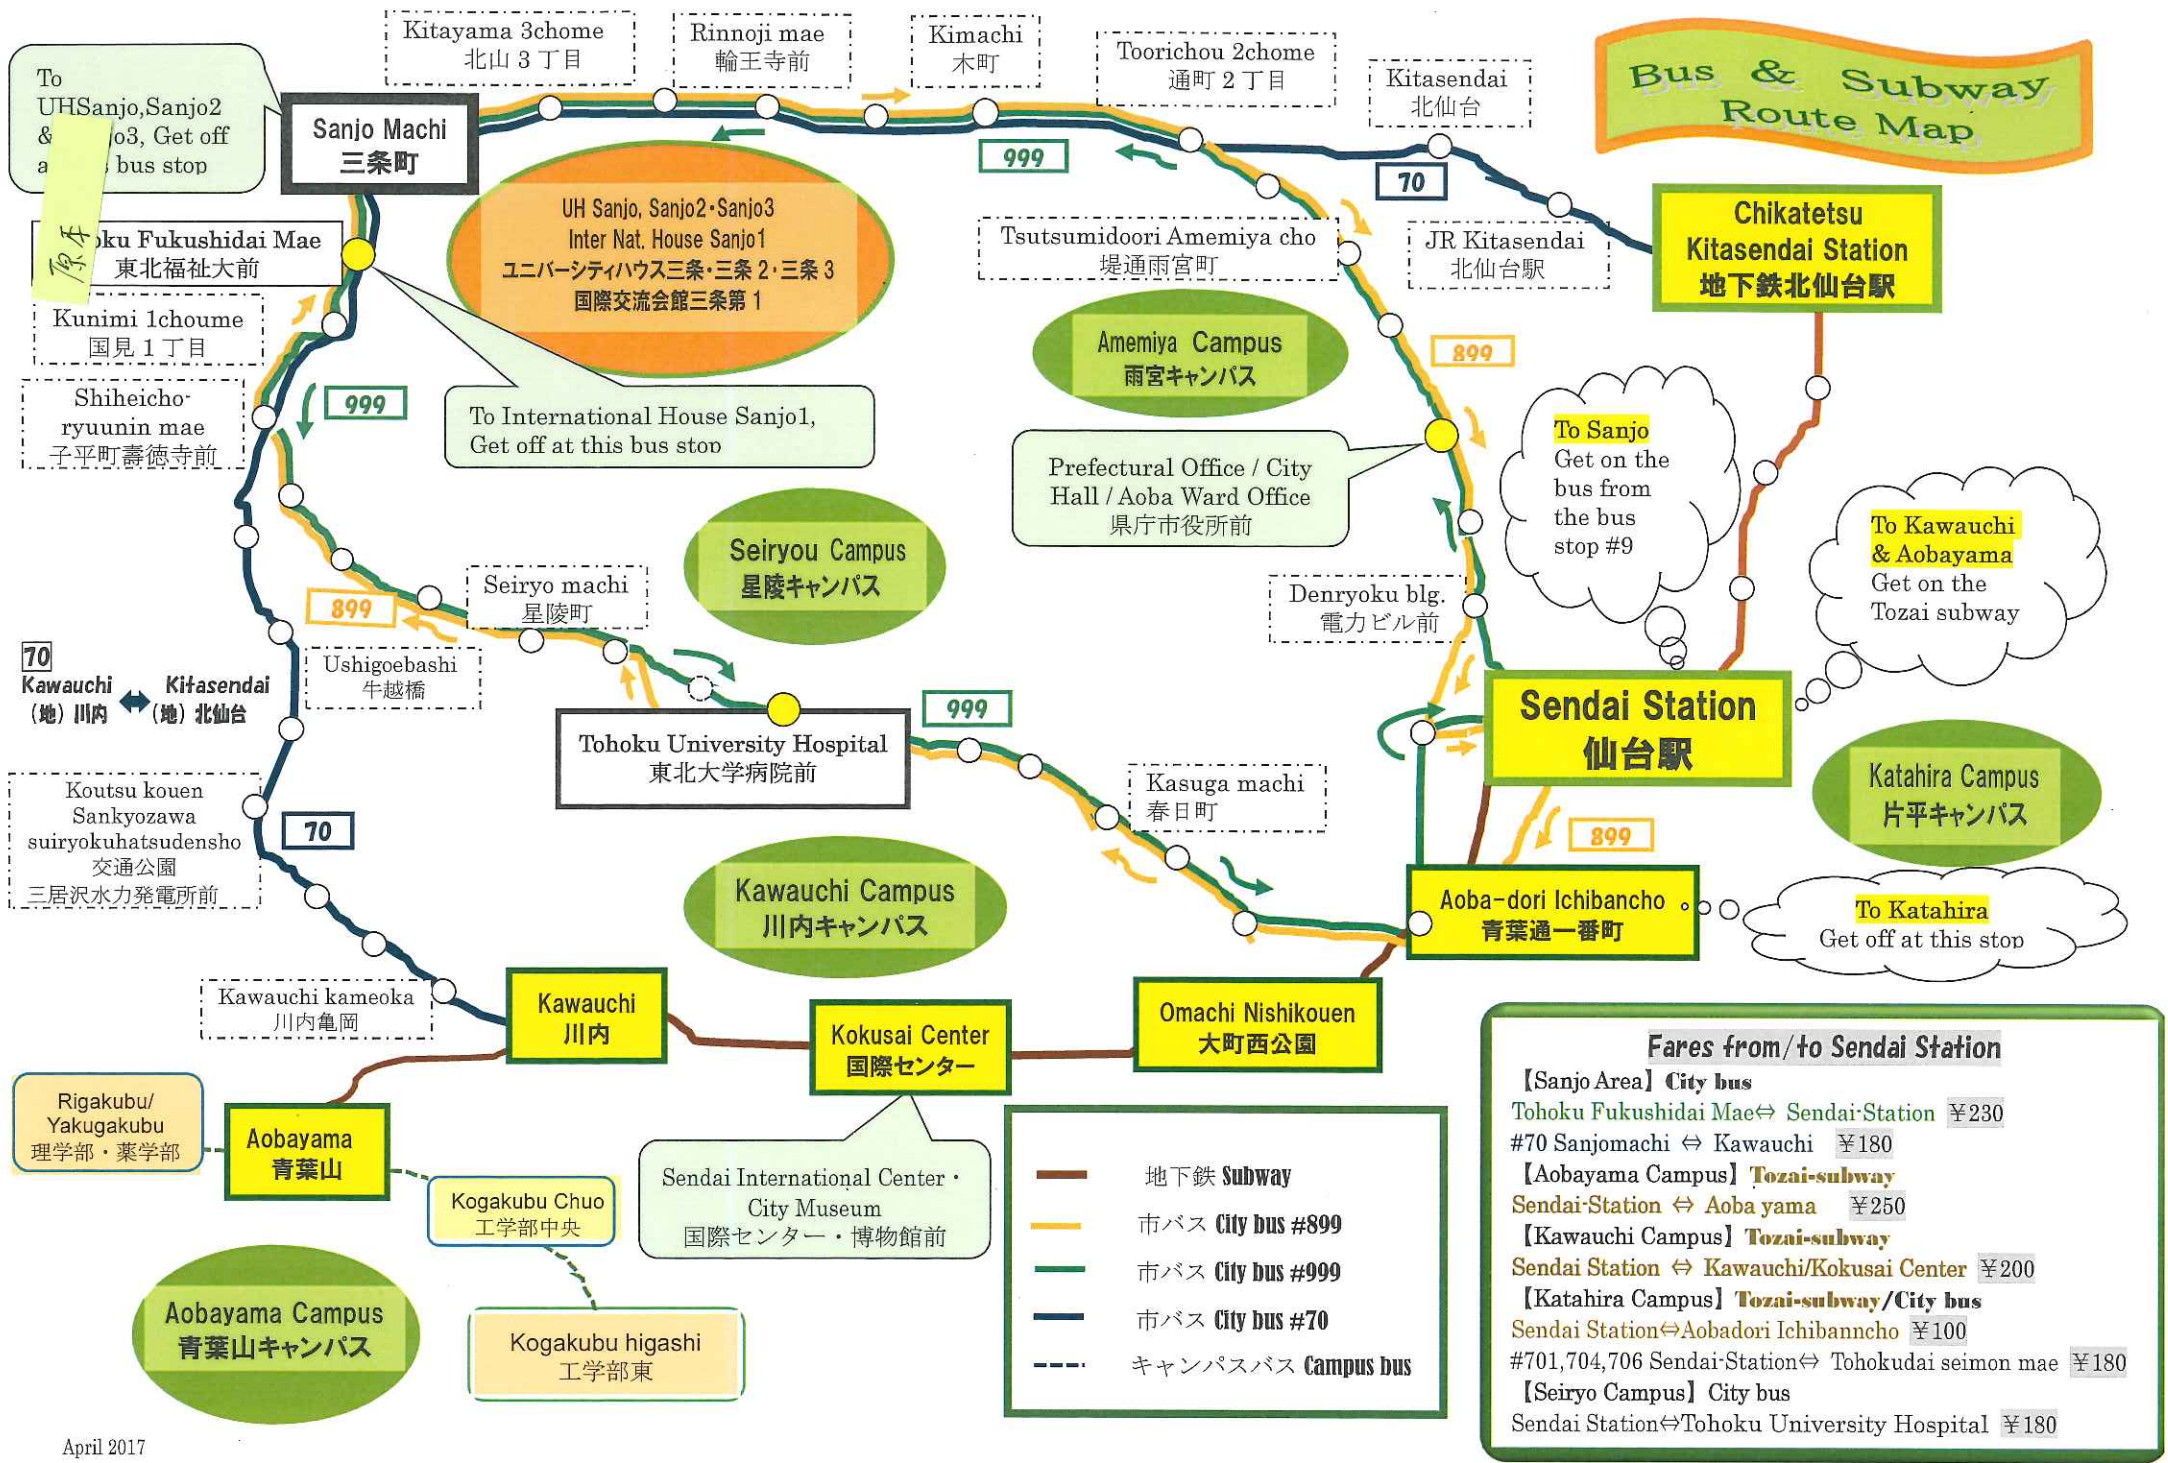 Bus & Subway
Route Map
Kitayama 3chome
北山 3 丁目
Rinnoji mae
輪王寺前
Kimachi
木町
Toorichou 2chome
通町 2 丁目
Kitasendai
北仙台
To
UHSanjo,Sanjo2
& o3, Get off
a bus stop
Sanjo Machi
三条町
999
70
UH Sanjo, Sanjo2・Sanjo3
Inter Nat. House Sanjo1
ユニバーシティハウス三条・三条 2・三条 3
国際交流会館三条第 1
Tsutsumidoori Amemiya cho
堤通雨宮町
JR Kitasendai
北仙台駅
Chikatetsu
Kitasendai Station
地下鉄北仙台駅
原本
oku Fukushidai Mae
東北福祉大前
Kunimi 1choume
国見 1 丁目
Shiheicho-
ryuunin mae
子平町壽徳寺前
999
To International House Sanjo1,
Get off at this bus stop
Amemiya Campus
雨宮キャンパス
899
Prefectural Office / City
Hall / Aoba Ward Office
県庁市役所前
To Sanjo
Get on the
bus from
the bus
stop #9
To Kawauchi
& Aobayama
Get on the
Tozai subway
Seiryou Campus
星陵キャンパス
Seiryo machi
星陵町
899
Denryoku blg.
電力ビル前
70
Kawauchi Kitasendai
（地）川内 （地）北仙台
Ushigoebashi
牛越橋
Tohoku University Hospital
東北大学病院前
999
Sendai Station
仙台駅
Katahira Campus
片平キャンパス
Kasuga machi
春日町
899
Koutsu kouen
Sankyozawa
suiryokuhatsudensho
交通公園
三居沢水力発電所前
70
Kawauchi Campus
川内キャンパス
Aoba-dori Ichibancho
青葉通一番町
To Katahira
Get off at this stop
Kawauchi kameoka
川内亀岡
Kawauchi
川内
Kokusai Center
国際センター
Omachi Nishikouen
大町西公園
Rigakubu/
Yakugakubu
理学部・薬学部
Aobayama
青葉山
Kogakubu Chuo
工学部中央
Kogakubu higashi
工学部東
Aobayama Campus
青葉山キャンパス
Sendai International Center・
City Museum
国際センター・博物館前
地下鉄 Subway
市バス City bus #899
市バス City bus #999
市バス City bus #70
キャンパスバス Campus bus
Fares from/to Sendai Station
【Sanjo Area】City bus
Tohoku Fukushidai Mae⇔ Sendai-Station ¥230
#70 Sanjomachi ⇔ Kawauchi ¥180
【Aobayama Campus】Tozai-subway
Sendai-Station ⇔ Aoba yama ¥250
【Kawauchi Campus】Tozai-subway
Sendai Station ⇔ Kawauchi/Kokusai Center ¥200
【Katahira Campus】Tozai-subway/City bus
Sendai Station⇔Aobadori Ichibanncho ¥100
#701,704,706 Sendai-Station⇔ Tohokudai seimon mae ¥180
【Seiryo Campus】City bus
Sendai Station⇔Tohoku University Hospital ¥180
April 2017